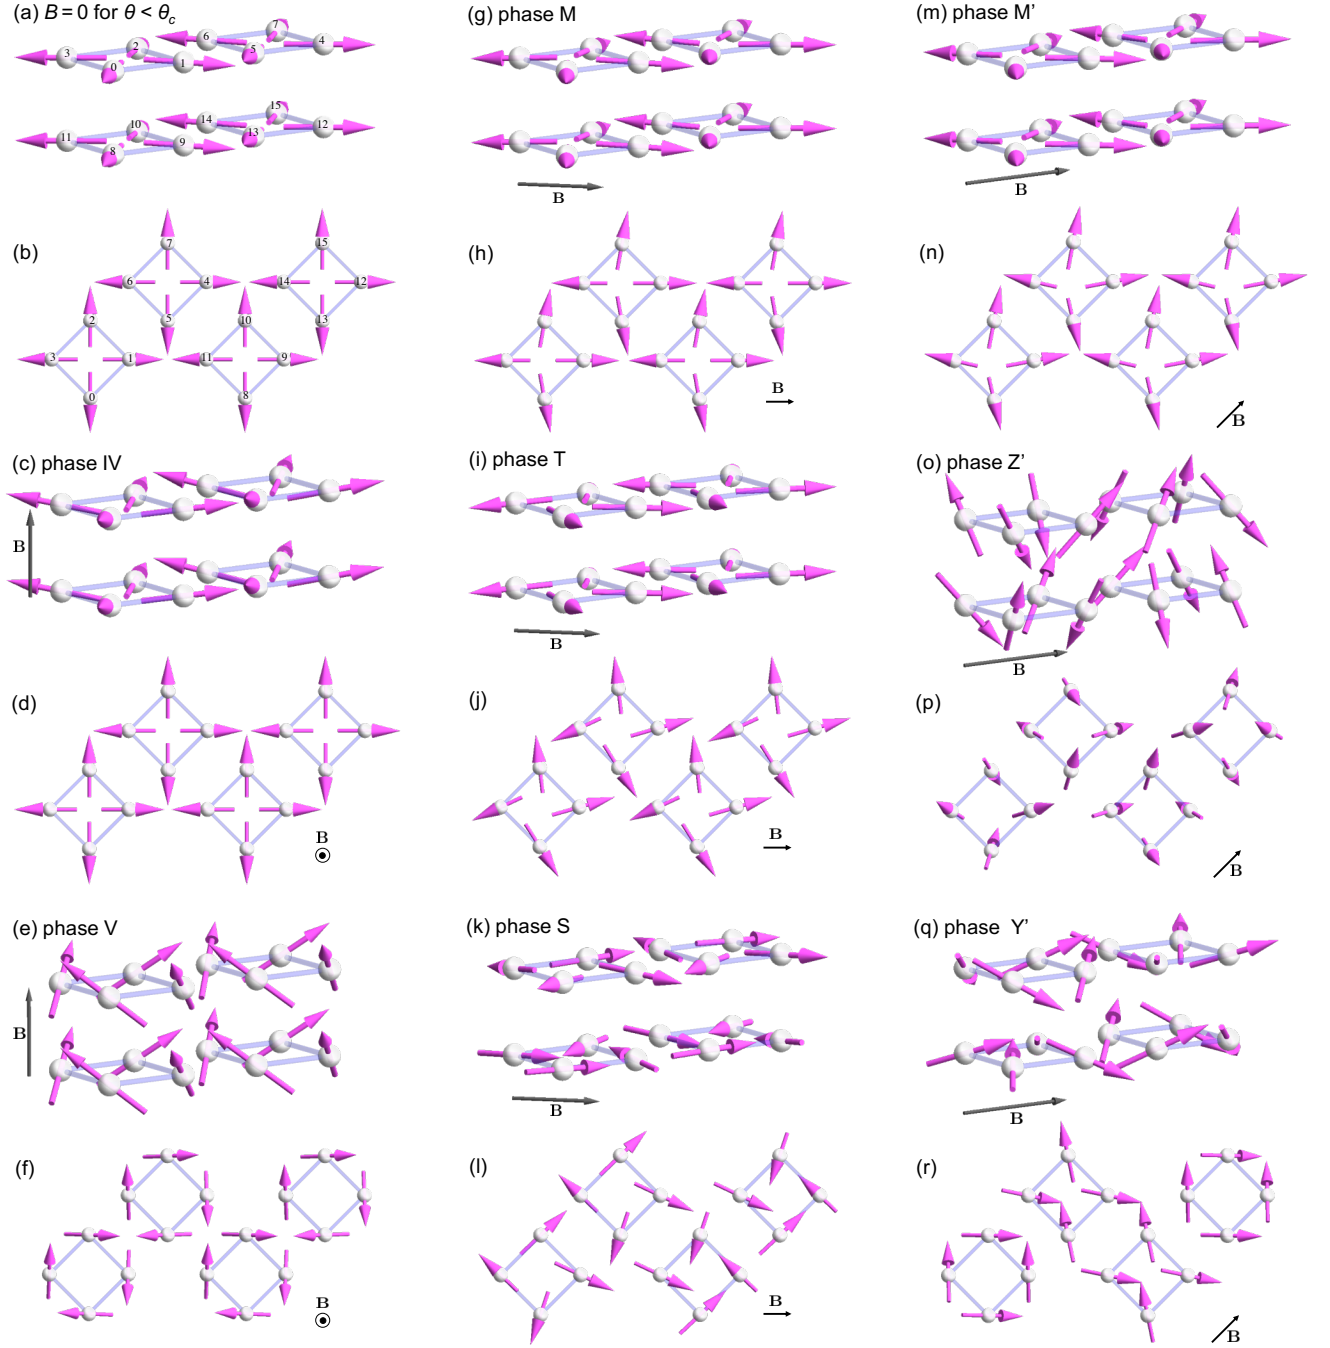 (a) B = 0 for θ < θc
(g) phase M
(m) phase M’
7
6
4
2
5
3
0
1
15
14
12
10
13
11
9
8
B
B
(b)
(h)
(n)
7
15
6
4
14
12
2
5
10
13
3
1
11
9
0
8
B
B
(c) phase IV
(i) phase T
(o) phase Z’
B
B
B
(d)
(j)
(p)
B
B
B
(e) phase V
(k) phase S
(q) phase Y’
B
B
B
(f)
(l)
(r)
B
B
B